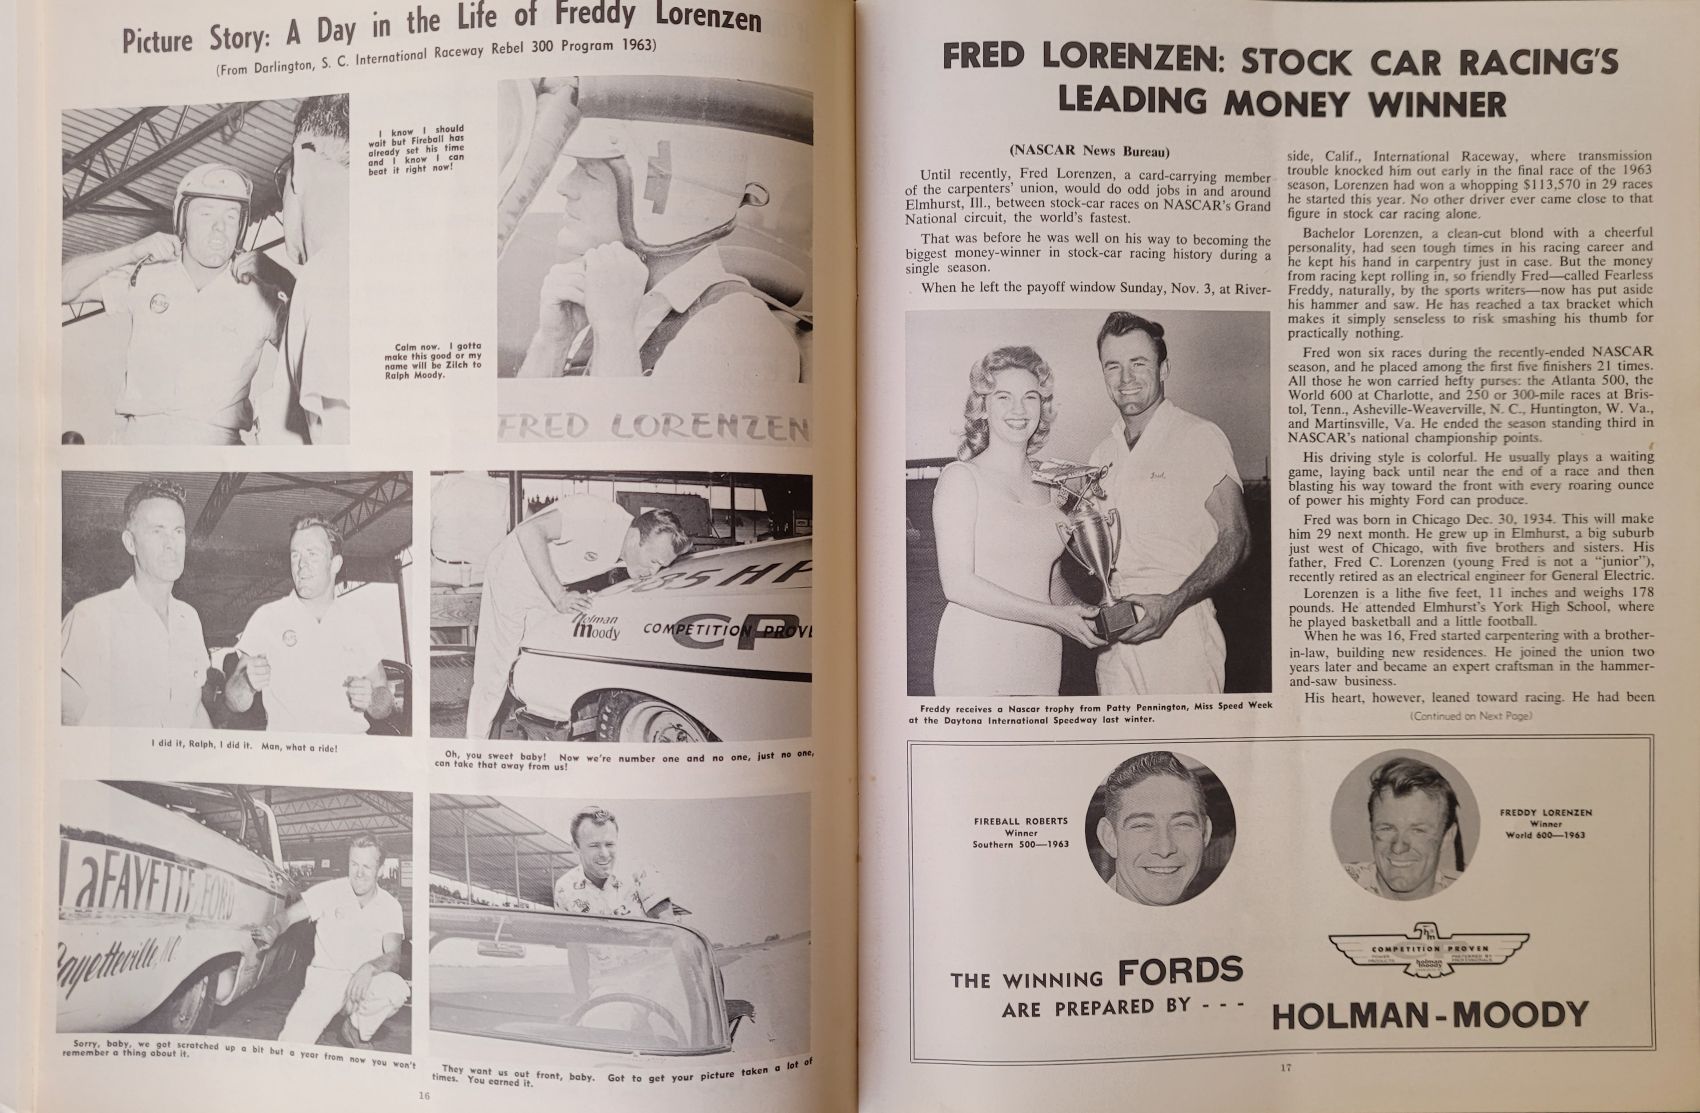 Picture Story: A Day in the Life of Freddy Lorenzen
(From Darlington, S. C. International Raceway Rebel 300 Program 1963)
I know I should
wait but Fireball has
already set his time
and I know I can
beat it right now!
Calm now. I gotta
make this good or my
name will be Zilch to
Ralph Moody.
FRED LORENZEN
385 HP
holman
moody
COMPETITION PROVE
CP
I did it, Ralph, I did it. Man, what a ride!
Oh, you sweet baby! Now we're number one and no one, just no one,
can take that away from us!
LaFAYETTE FORD
Fayetteville, N.C.
Sorry, baby, we got scratched up a bit but a year from now you won't
remember a thing about it.
They want us out front, baby. Got to get your picture taken a lot of
times. You earned it.
16
FRED LORENZEN: STOCK CAR RACING'S
LEADING MONEY WINNER
(NASCAR News Bureau)
Until recently, Fred Lorenzen, a card-carrying member
of the carpenters' union, would do odd jobs in and around
Elmhurst, Ill., between stock-car races on NASCAR's Grand
National circuit, the world's fastest.
That was before he was well on his way to becoming the
biggest money-winner in stock-car racing history during a
single season.
When he left the payoff window Sunday, Nov. 3, at River-
Fred
Freddy receives a Nascar trophy from Patty Pennington, Miss Speed Week
at the Daytona International Speedway last winter.
side, Calif., International Raceway, where transmission
trouble knocked him out early in the final race of the 1963
season, Lorenzen had won a whopping $113,570 in 29 races
he started this year. No other driver ever came close to that
figure in stock car racing alone.
Bachelor Lorenzen, a clean-cut blond with a cheerful
personality, had seen tough times in his racing career and
he kept his hand in carpentry just in case. But the money
from racing kept rolling in, so friendly Fred—called Fearless
Freddy, naturally, by the sports writers—now has put aside
his hammer and saw. He has reached a tax bracket which
makes it simply senseless to risk smashing his thumb for
practically nothing.
Fred won six races during the recently-ended NASCAR
season, and he placed among the first five finishers 21 times.
All those he won carried hefty purses: the Atlanta 500, the
World 600 at Charlotte, and 250 or 300-mile races at Bris-
tol, Tenn., Asheville-Weaverville, N. C., Huntington, W. Va.,
and Martinsville, Va. He ended the season standing third in
NASCAR's national championship points.
His driving style is colorful. He usually plays a waiting
game, laying back until near the end of a race and then
blasting his way toward the front with every roaring ounce
of power his mighty Ford can produce.
Fred was born in Chicago Dec. 30, 1934. This will make
him 29 next month. He grew up in Elmhurst, a big suburb
just west of Chicago, with five brothers and sisters. His
father, Fred C. Lorenzen (young Fred is not a "junior"),
recently retired as an electrical engineer for General Electric.
Lorenzen is a lithe five feet, 11 inches and weighs 178
pounds. He attended Elmhurst's York High School, where
he played basketball and a little football.
When he was 16, Fred started carpentering with a brother-
in-law, building new residences. He joined the union two
years later and became an expert craftsman in the hammer-
and-saw business.
His heart, however, leaned toward racing. He had been
(Continued on Next Page)
FIREBALL ROBERTS
Winner
Southern 500—1963
FREDDY LORENZEN
Winner
World 600—1963
THE WINNING FORDS
ARE PREPARED BY - - -
COMPETITION PROVEN
POWER
PRODUCTS
PREFERRED BY
PROFESSIONALS
holman
moody
HOLMAN-MOODY
17